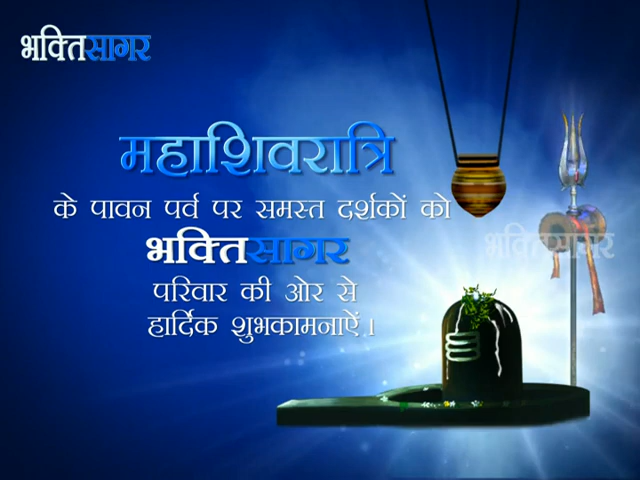 भक्तिसागर
महाशिवरात्रि
के पावन पर्व पर समस्त दर्शकों को
भक्तिसागर
भक्तिसागर
परिवार की ओर से
हार्दिक शुभकामनाऐं।